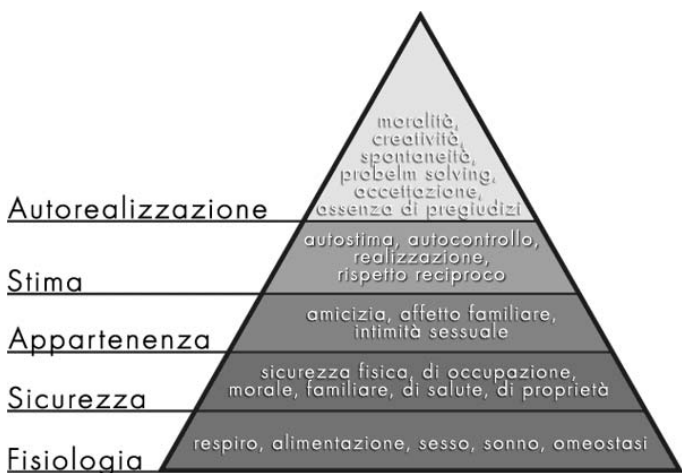 moralità,
creatività,
spontaneità,
probelm solving,
accettazione,
assenza di pregiudizi
Autorealizzazione
autostima, autocontrollo,
realizzazione,
rispetto reciproco
Stima
amicizia, affetto familiare,
intimità sessuale
Appartenenza
sicurezza fisica, di occupazione,
morale, familiare, di salute, di proprietà
Sicurezza
respiro, alimentazione, sesso, sonno, omeostasi
Fisiologia